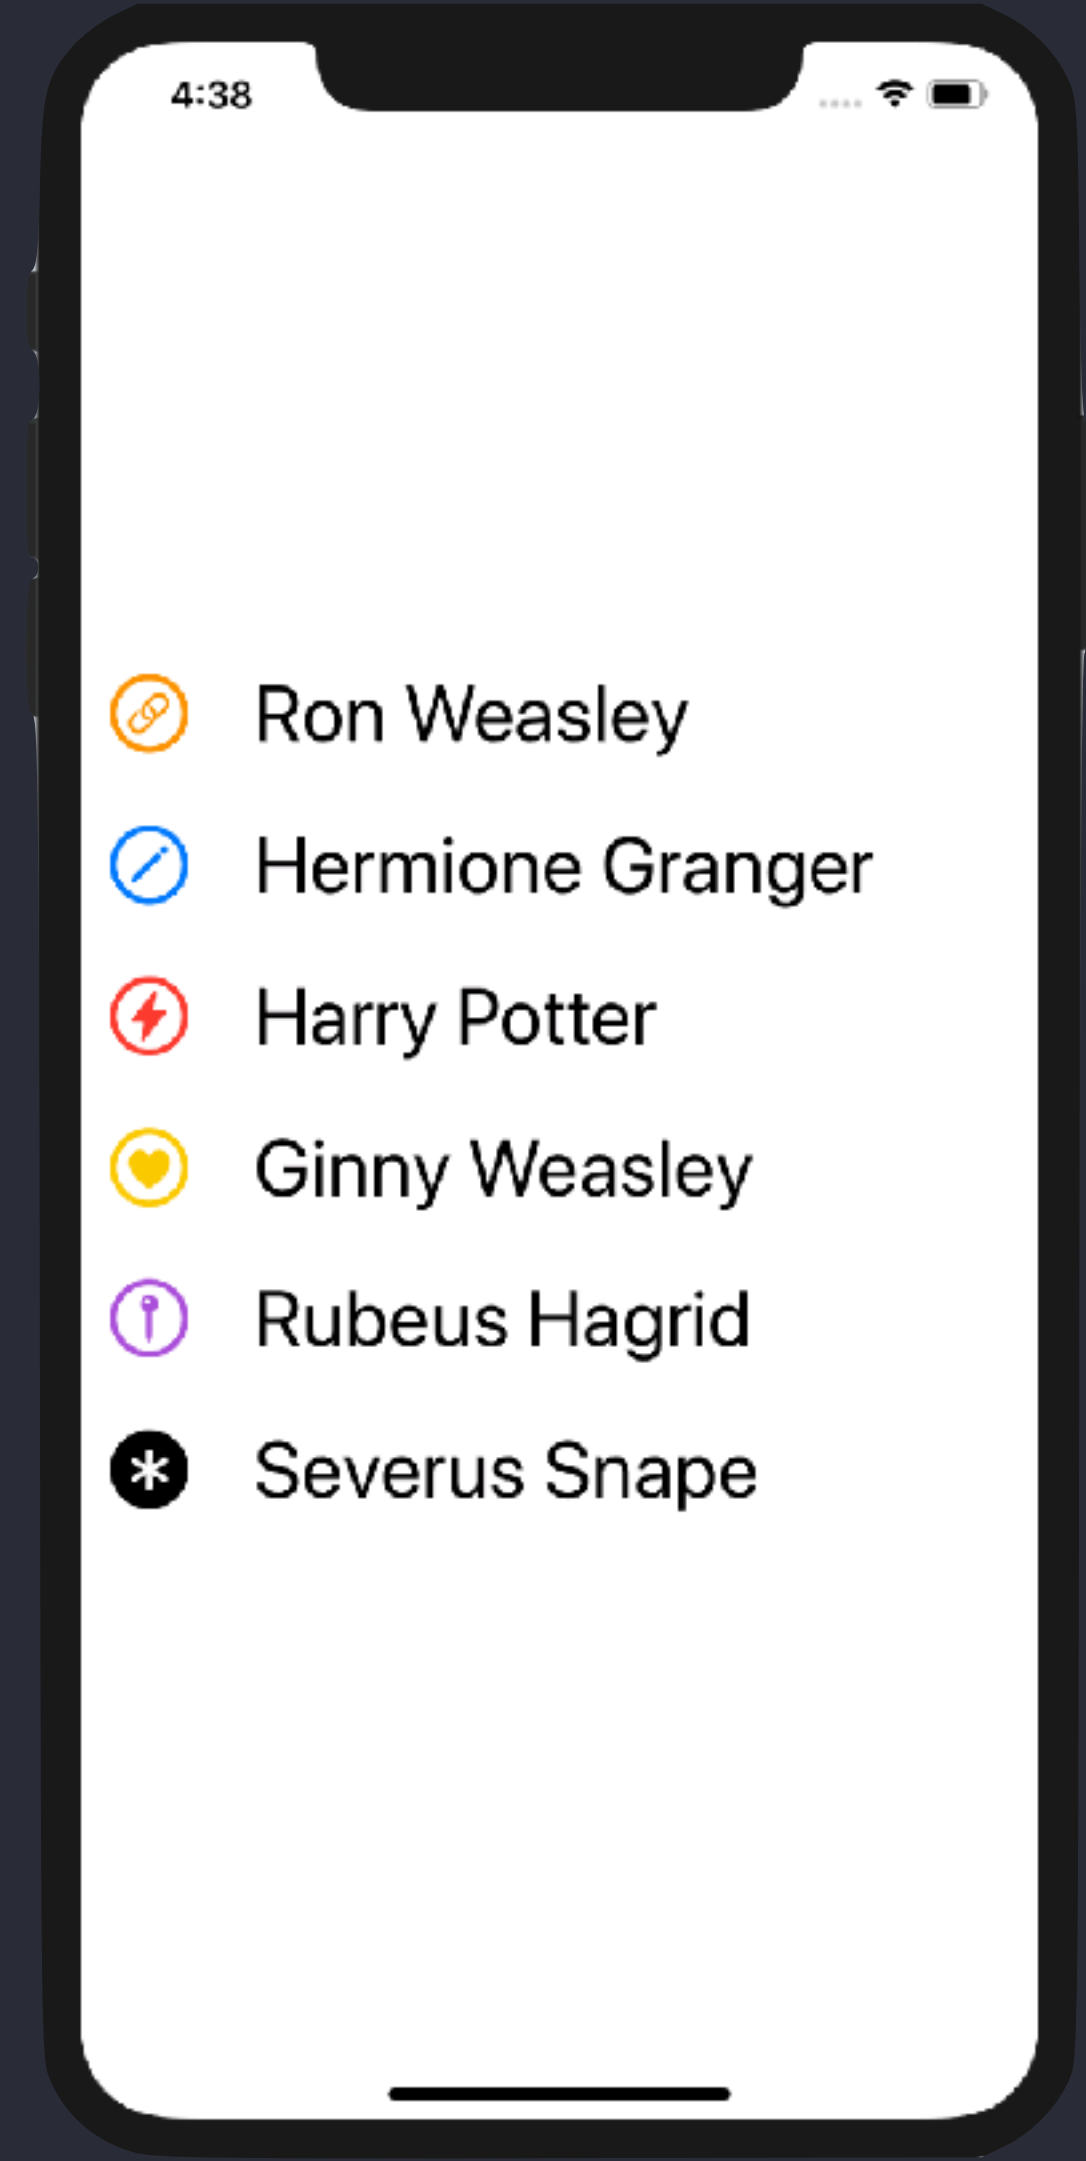 4:38
Ron Weasley
Hermione Granger
Harry Potter
Ginny Weasley
Rubeus Hagrid
Severus Snape